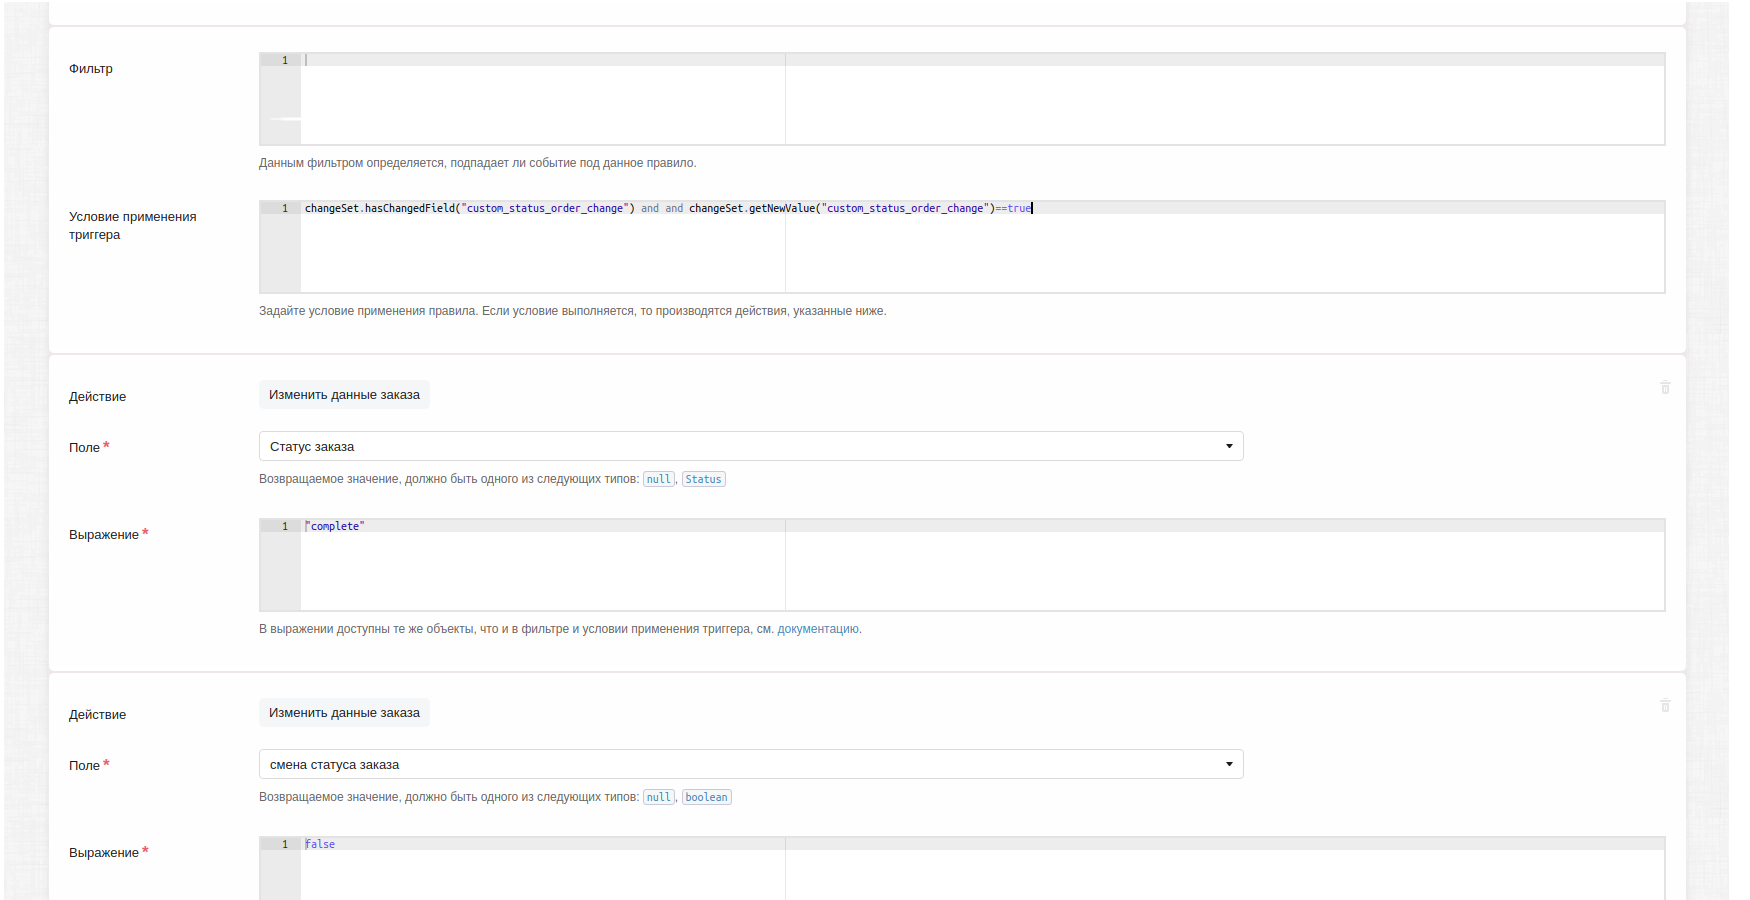 Фильтр
1
Данным фильтром определяется, подпадает ли событие под данное правило.
Условие применения
триггера
1 changeSet.hasChangedField("custom_status_order_change") and and changeSet.getNewValue("custom_status_order_change")==true
Задайте условие применения правила. Если условие выполняется, то производятся действия, указанные ниже.
Действие
Изменить данные заказа
Поле *
Статус заказа
Возвращаемое значение, должно быть одного из следующих типов: null, Status
Выражение *
1 "complete"
В выражении доступны те же объекты, что и в фильтре и условии применения триггера, см. документацию.
Действие
Изменить данные заказа
Поле *
смена статуса заказа
Возвращаемое значение, должно быть одного из следующих типов: null, boolean
Выражение *
1 false